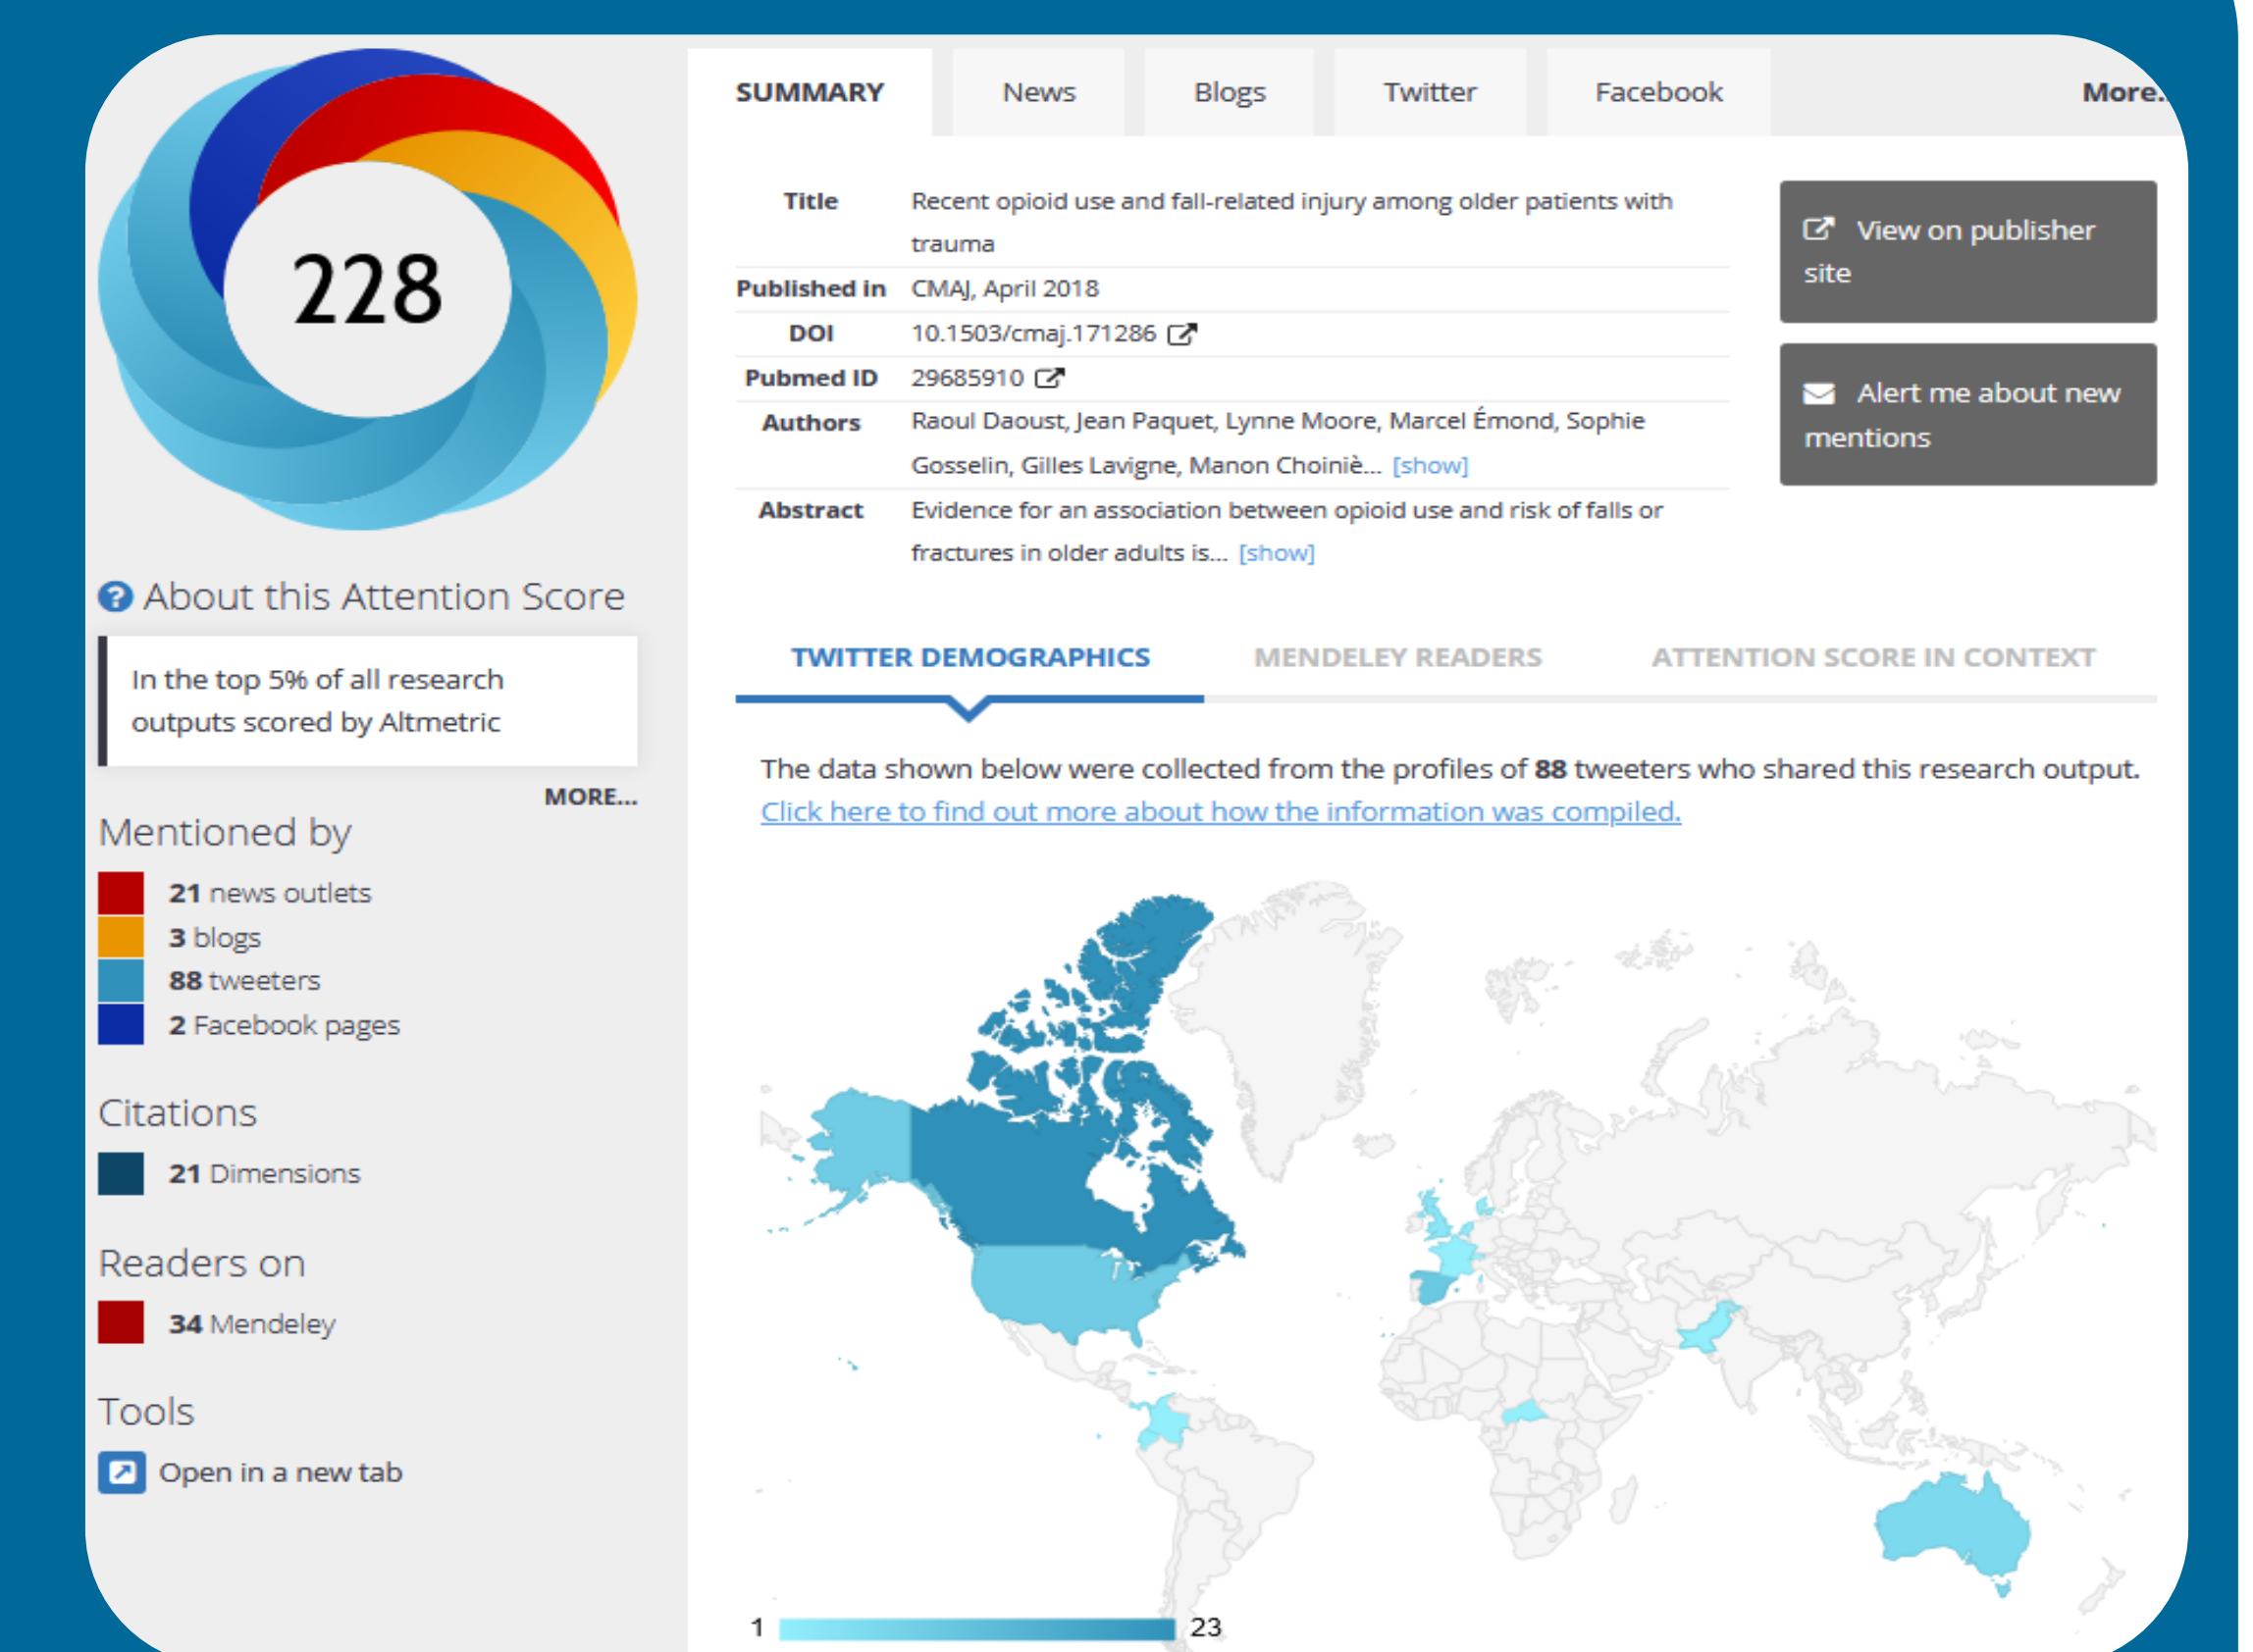 228
About this Attention Score
In the top 5% of all research
outputs scored by Altmetric
MORE...
Mentioned by
21 news outlets
3 blogs
88 tweeters
2 Facebook pages
Citations
21 Dimensions
Readers on
34 Mendeley
Tools
Open in a new tab
SUMMARY News Blogs Twitter Facebook More..
Title Recent opioid use and fall-related injury among older patients with
trauma
Published in CMAJ, April 2018
DOI 10.1503/cmaj.171286
Pubmed ID 29685910
Authors Raoul Daoust, Jean Paquet, Lynne Moore, Marcel Émond, Sophie
Gosselin, Gilles Lavigne, Manon Choiniè... [show]
Abstract Evidence for an association between opioid use and risk of falls or
fractures in older adults is... [show]
View on publisher
site
Alert me about new
mentions
TWITTER DEMOGRAPHICS MENDELEY READERS ATTENTION SCORE IN CONTEXT
The data shown below were collected from the profiles of 88 tweeters who shared this research output.
Click here to find out more about how the information was compiled.
1 23